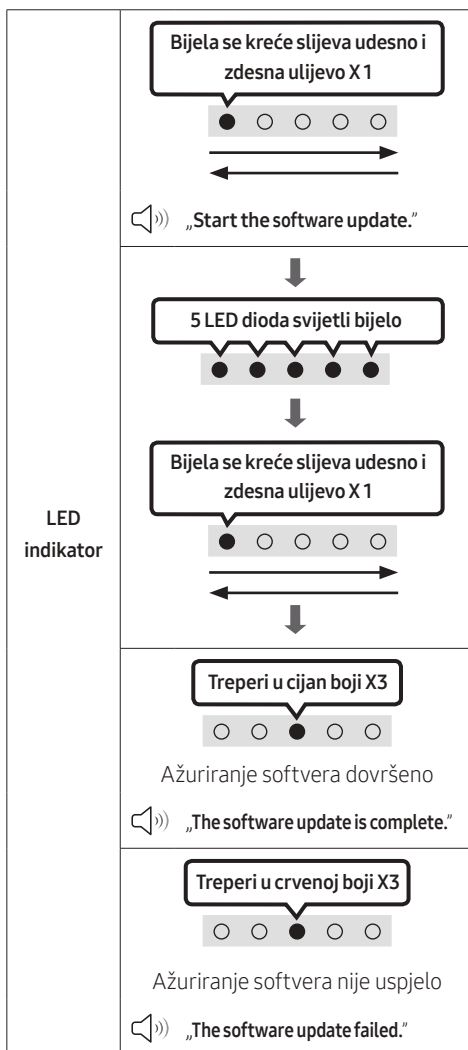 LED
indikator
Bijela se kreće slijeva udesno i
zdesna ulijevo X 1
„Start the software update.”
5 LED dioda svijetli bijelo
Bijela se kreće slijeva udesno i
zdesna ulijevo X 1
Treperi u cijan boji X3
Ažuriranje softvera dovršeno
„The software update is complete.”
Treperi u crvenoj boji X3
Ažuriranje softvera nije uspjelo
„The software update failed.”